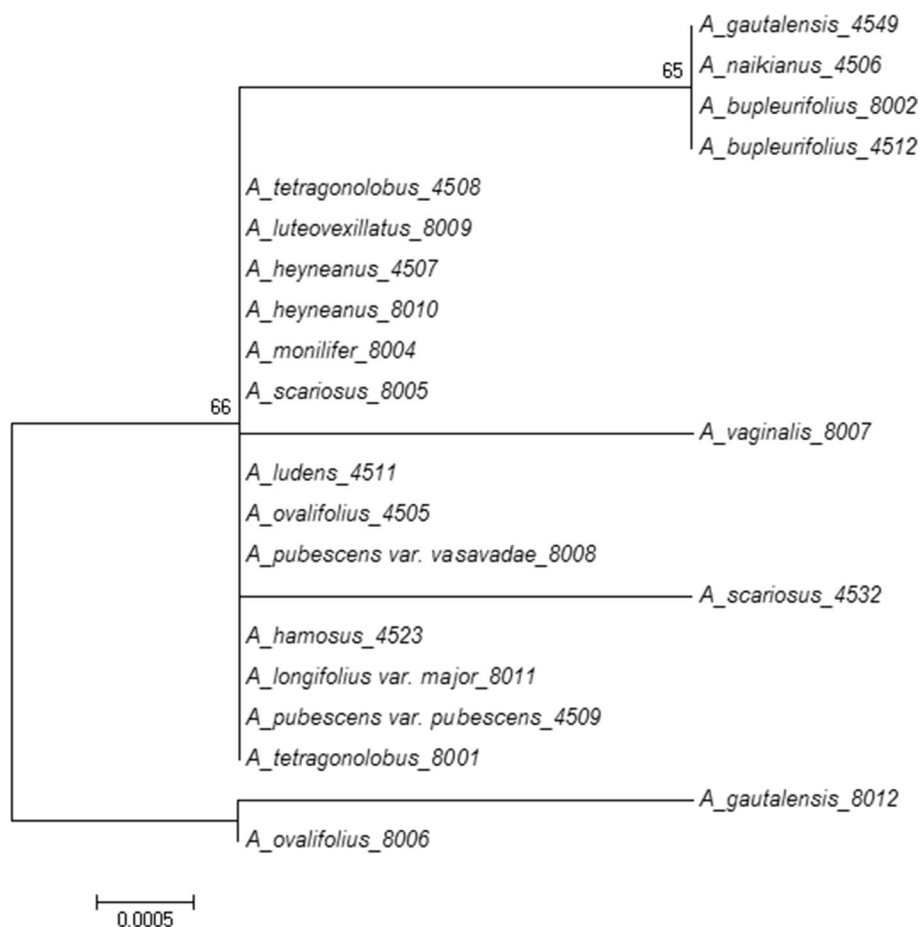 A_gautalensis_4549
65
A_naikianus_4506
A_bupleurifolius_8002
A_bupleurifolius_4512
A_tetragonolobus_4508
A_luteovexillatus_8009
A_heyneanus_4507
A_heyneanus_8010
A_monilifer_8004
A_scariosus_8005
66
A_vaginalis_8007
A_ludens_4511
A_ovalifolius_4505
A_pubescens var. vasavadae_8008
A_scariosus_4532
A_hamosus_4523
A_longifolius var. major_8011
A_pubescens var. pubescens_4509
A_tetragonolobus_8001
A_gautalensis_8012
A_ovalifolius_8006
0.0005